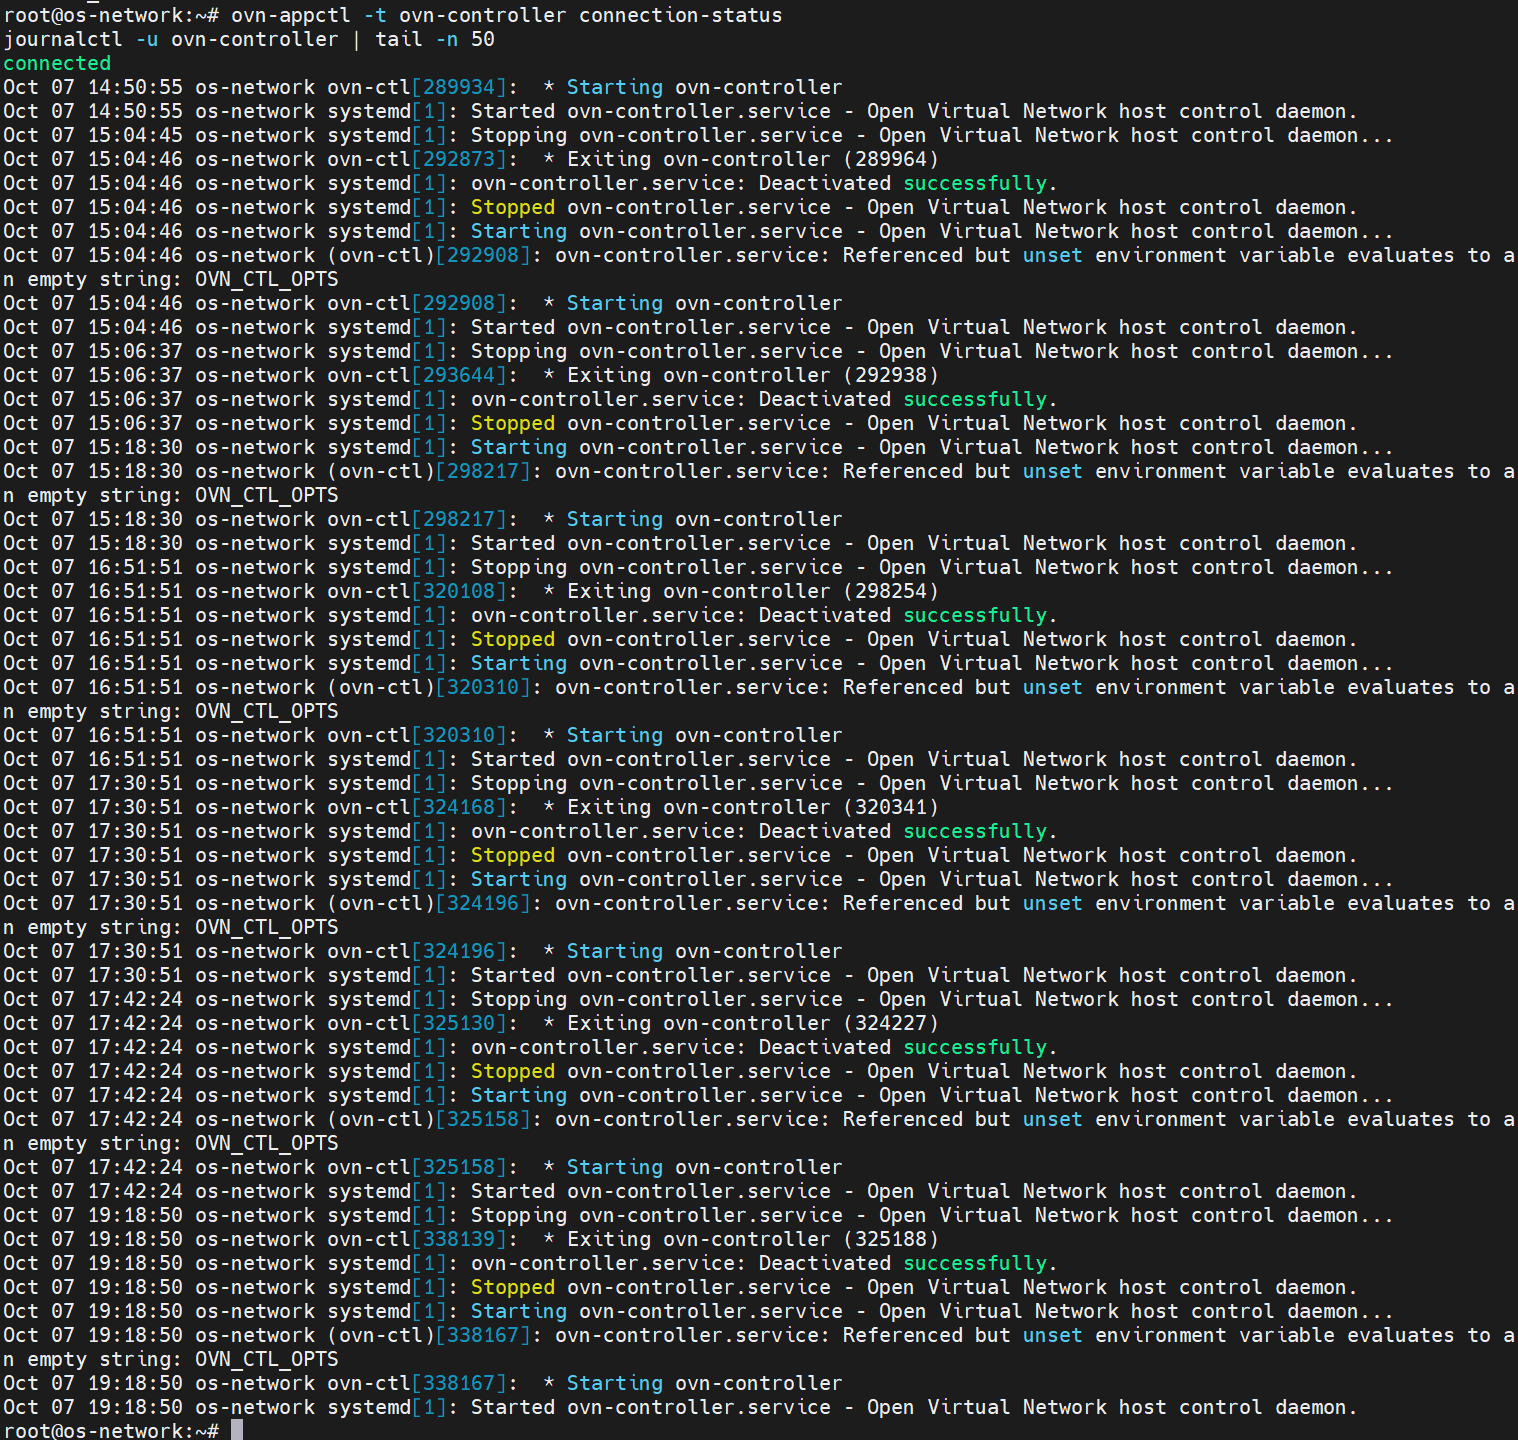 root@os-network:~# ovn-appctl -t ovn-controller connection-status
journalctl -u ovn-controller | tail -n 50
connected
Oct 07 14:50:55 os-network ovn-ctl[289934]:  * Starting ovn-controller
Oct 07 14:50:55 os-network systemd[1]: Started ovn-controller.service - Open Virtual Network host control daemon.
Oct 07 15:04:45 os-network systemd[1]: Stopping ovn-controller.service - Open Virtual Network host control daemon...
Oct 07 15:04:46 os-network ovn-ctl[292873]:  * Exiting ovn-controller (289964)
Oct 07 15:04:46 os-network systemd[1]: ovn-controller.service: Deactivated successfully.
Oct 07 15:04:46 os-network systemd[1]: Stopped ovn-controller.service - Open Virtual Network host control daemon.
Oct 07 15:04:46 os-network systemd[1]: Starting ovn-controller.service - Open Virtual Network host control daemon...
Oct 07 15:04:46 os-network (ovn-ctl)[292908]: ovn-controller.service: Referenced but unset environment variable evaluates to a
n empty string: OVN_CTL_OPTS
Oct 07 15:04:46 os-network ovn-ctl[292908]:  * Starting ovn-controller
Oct 07 15:04:46 os-network systemd[1]: Started ovn-controller.service - Open Virtual Network host control daemon.
Oct 07 15:06:37 os-network systemd[1]: Stopping ovn-controller.service - Open Virtual Network host control daemon...
Oct 07 15:06:37 os-network ovn-ctl[293644]:  * Exiting ovn-controller (292938)
Oct 07 15:06:37 os-network systemd[1]: ovn-controller.service: Deactivated successfully.
Oct 07 15:06:37 os-network systemd[1]: Stopped ovn-controller.service - Open Virtual Network host control daemon.
Oct 07 15:18:30 os-network systemd[1]: Starting ovn-controller.service - Open Virtual Network host control daemon...
Oct 07 15:18:30 os-network (ovn-ctl)[298217]: ovn-controller.service: Referenced but unset environment variable evaluates to a
n empty string: OVN_CTL_OPTS
Oct 07 15:18:30 os-network ovn-ctl[298217]:  * Starting ovn-controller
Oct 07 15:18:30 os-network systemd[1]: Started ovn-controller.service - Open Virtual Network host control daemon.
Oct 07 16:51:51 os-network systemd[1]: Stopping ovn-controller.service - Open Virtual Network host control daemon...
Oct 07 16:51:51 os-network ovn-ctl[320108]:  * Exiting ovn-controller (298254)
Oct 07 16:51:51 os-network systemd[1]: ovn-controller.service: Deactivated successfully.
Oct 07 16:51:51 os-network systemd[1]: Stopped ovn-controller.service - Open Virtual Network host control daemon.
Oct 07 16:51:51 os-network systemd[1]: Starting ovn-controller.service - Open Virtual Network host control daemon...
Oct 07 16:51:51 os-network (ovn-ctl)[320310]: ovn-controller.service: Referenced but unset environment variable evaluates to a
n empty string: OVN_CTL_OPTS
Oct 07 16:51:51 os-network ovn-ctl[320310]:  * Starting ovn-controller
Oct 07 16:51:51 os-network systemd[1]: Started ovn-controller.service - Open Virtual Network host control daemon.
Oct 07 17:30:51 os-network systemd[1]: Stopping ovn-controller.service - Open Virtual Network host control daemon...
Oct 07 17:30:51 os-network ovn-ctl[324168]:  * Exiting ovn-controller (320341)
Oct 07 17:30:51 os-network systemd[1]: ovn-controller.service: Deactivated successfully.
Oct 07 17:30:51 os-network systemd[1]: Stopped ovn-controller.service - Open Virtual Network host control daemon.
Oct 07 17:30:51 os-network systemd[1]: Starting ovn-controller.service - Open Virtual Network host control daemon...
Oct 07 17:30:51 os-network (ovn-ctl)[324196]: ovn-controller.service: Referenced but unset environment variable evaluates to a
n empty string: OVN_CTL_OPTS
Oct 07 17:30:51 os-network ovn-ctl[324196]:  * Starting ovn-controller
Oct 07 17:30:51 os-network systemd[1]: Started ovn-controller.service - Open Virtual Network host control daemon.
Oct 07 17:42:24 os-network systemd[1]: Stopping ovn-controller.service - Open Virtual Network host control daemon...
Oct 07 17:42:24 os-network ovn-ctl[325130]:  * Exiting ovn-controller (324227)
Oct 07 17:42:24 os-network systemd[1]: ovn-controller.service: Deactivated successfully.
Oct 07 17:42:24 os-network systemd[1]: Stopped ovn-controller.service - Open Virtual Network host control daemon.
Oct 07 17:42:24 os-network systemd[1]: Starting ovn-controller.service - Open Virtual Network host control daemon...
Oct 07 17:42:24 os-network (ovn-ctl)[325158]: ovn-controller.service: Referenced but unset environment variable evaluates to a
n empty string: OVN_CTL_OPTS
Oct 07 17:42:24 os-network ovn-ctl[325158]:  * Starting ovn-controller
Oct 07 17:42:24 os-network systemd[1]: Started ovn-controller.service - Open Virtual Network host control daemon.
Oct 07 19:18:50 os-network systemd[1]: Stopping ovn-controller.service - Open Virtual Network host control daemon...
Oct 07 19:18:50 os-network ovn-ctl[338139]:  * Exiting ovn-controller (325188)
Oct 07 19:18:50 os-network systemd[1]: ovn-controller.service: Deactivated successfully.
Oct 07 19:18:50 os-network systemd[1]: Stopped ovn-controller.service - Open Virtual Network host control daemon.
Oct 07 19:18:50 os-network systemd[1]: Starting ovn-controller.service - Open Virtual Network host control daemon...
Oct 07 19:18:50 os-network (ovn-ctl)[338167]: ovn-controller.service: Referenced but unset environment variable evaluates to a
n empty string: OVN_CTL_OPTS
Oct 07 19:18:50 os-network ovn-ctl[338167]:  * Starting ovn-controller
Oct 07 19:18:50 os-network systemd[1]: Started ovn-controller.service - Open Virtual Network host control daemon.
root@os-network:~#